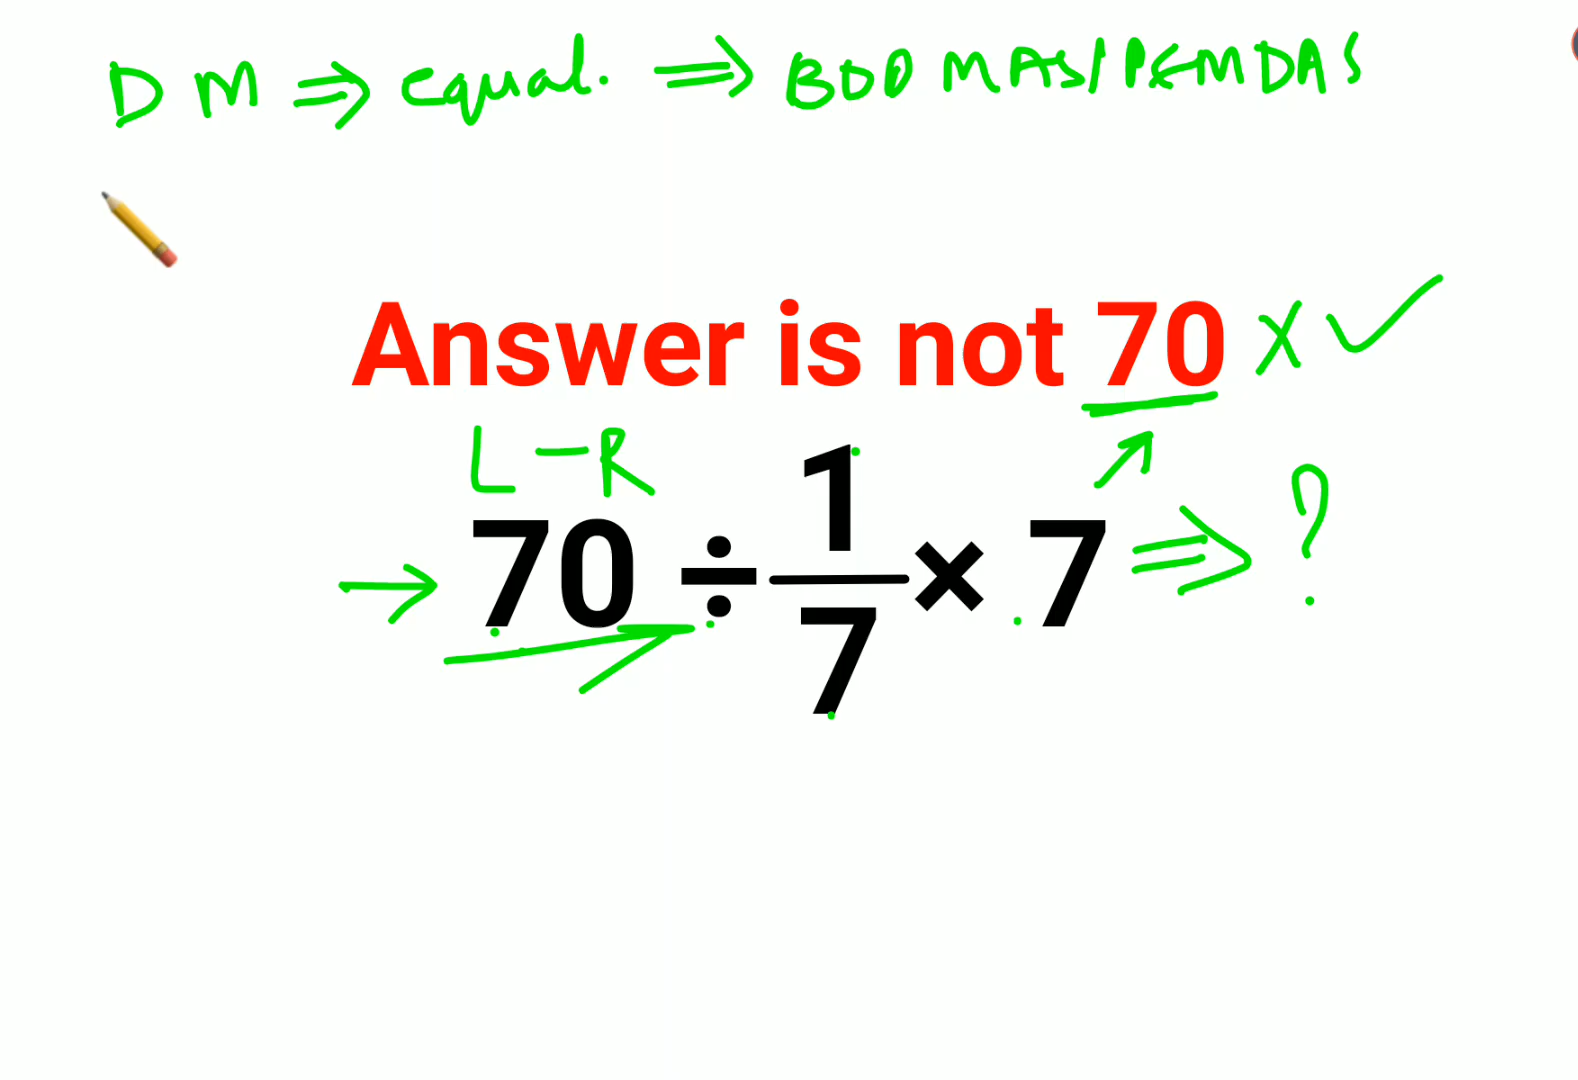 D M ⇒ equal. ⇒ BODMAS/PEMDAS
Answer is not 70 × ✓
L - R
→ 70 ÷ 1/7 × 7 ⇒ ?